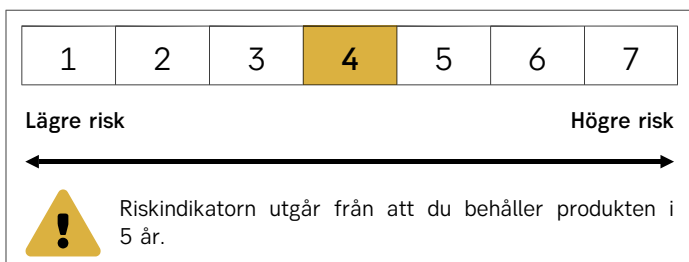 1 2 3 4 5 6 7
Lägre risk Högre risk
Riskindikatorn utgår från att du behåller produkten i
5 år.